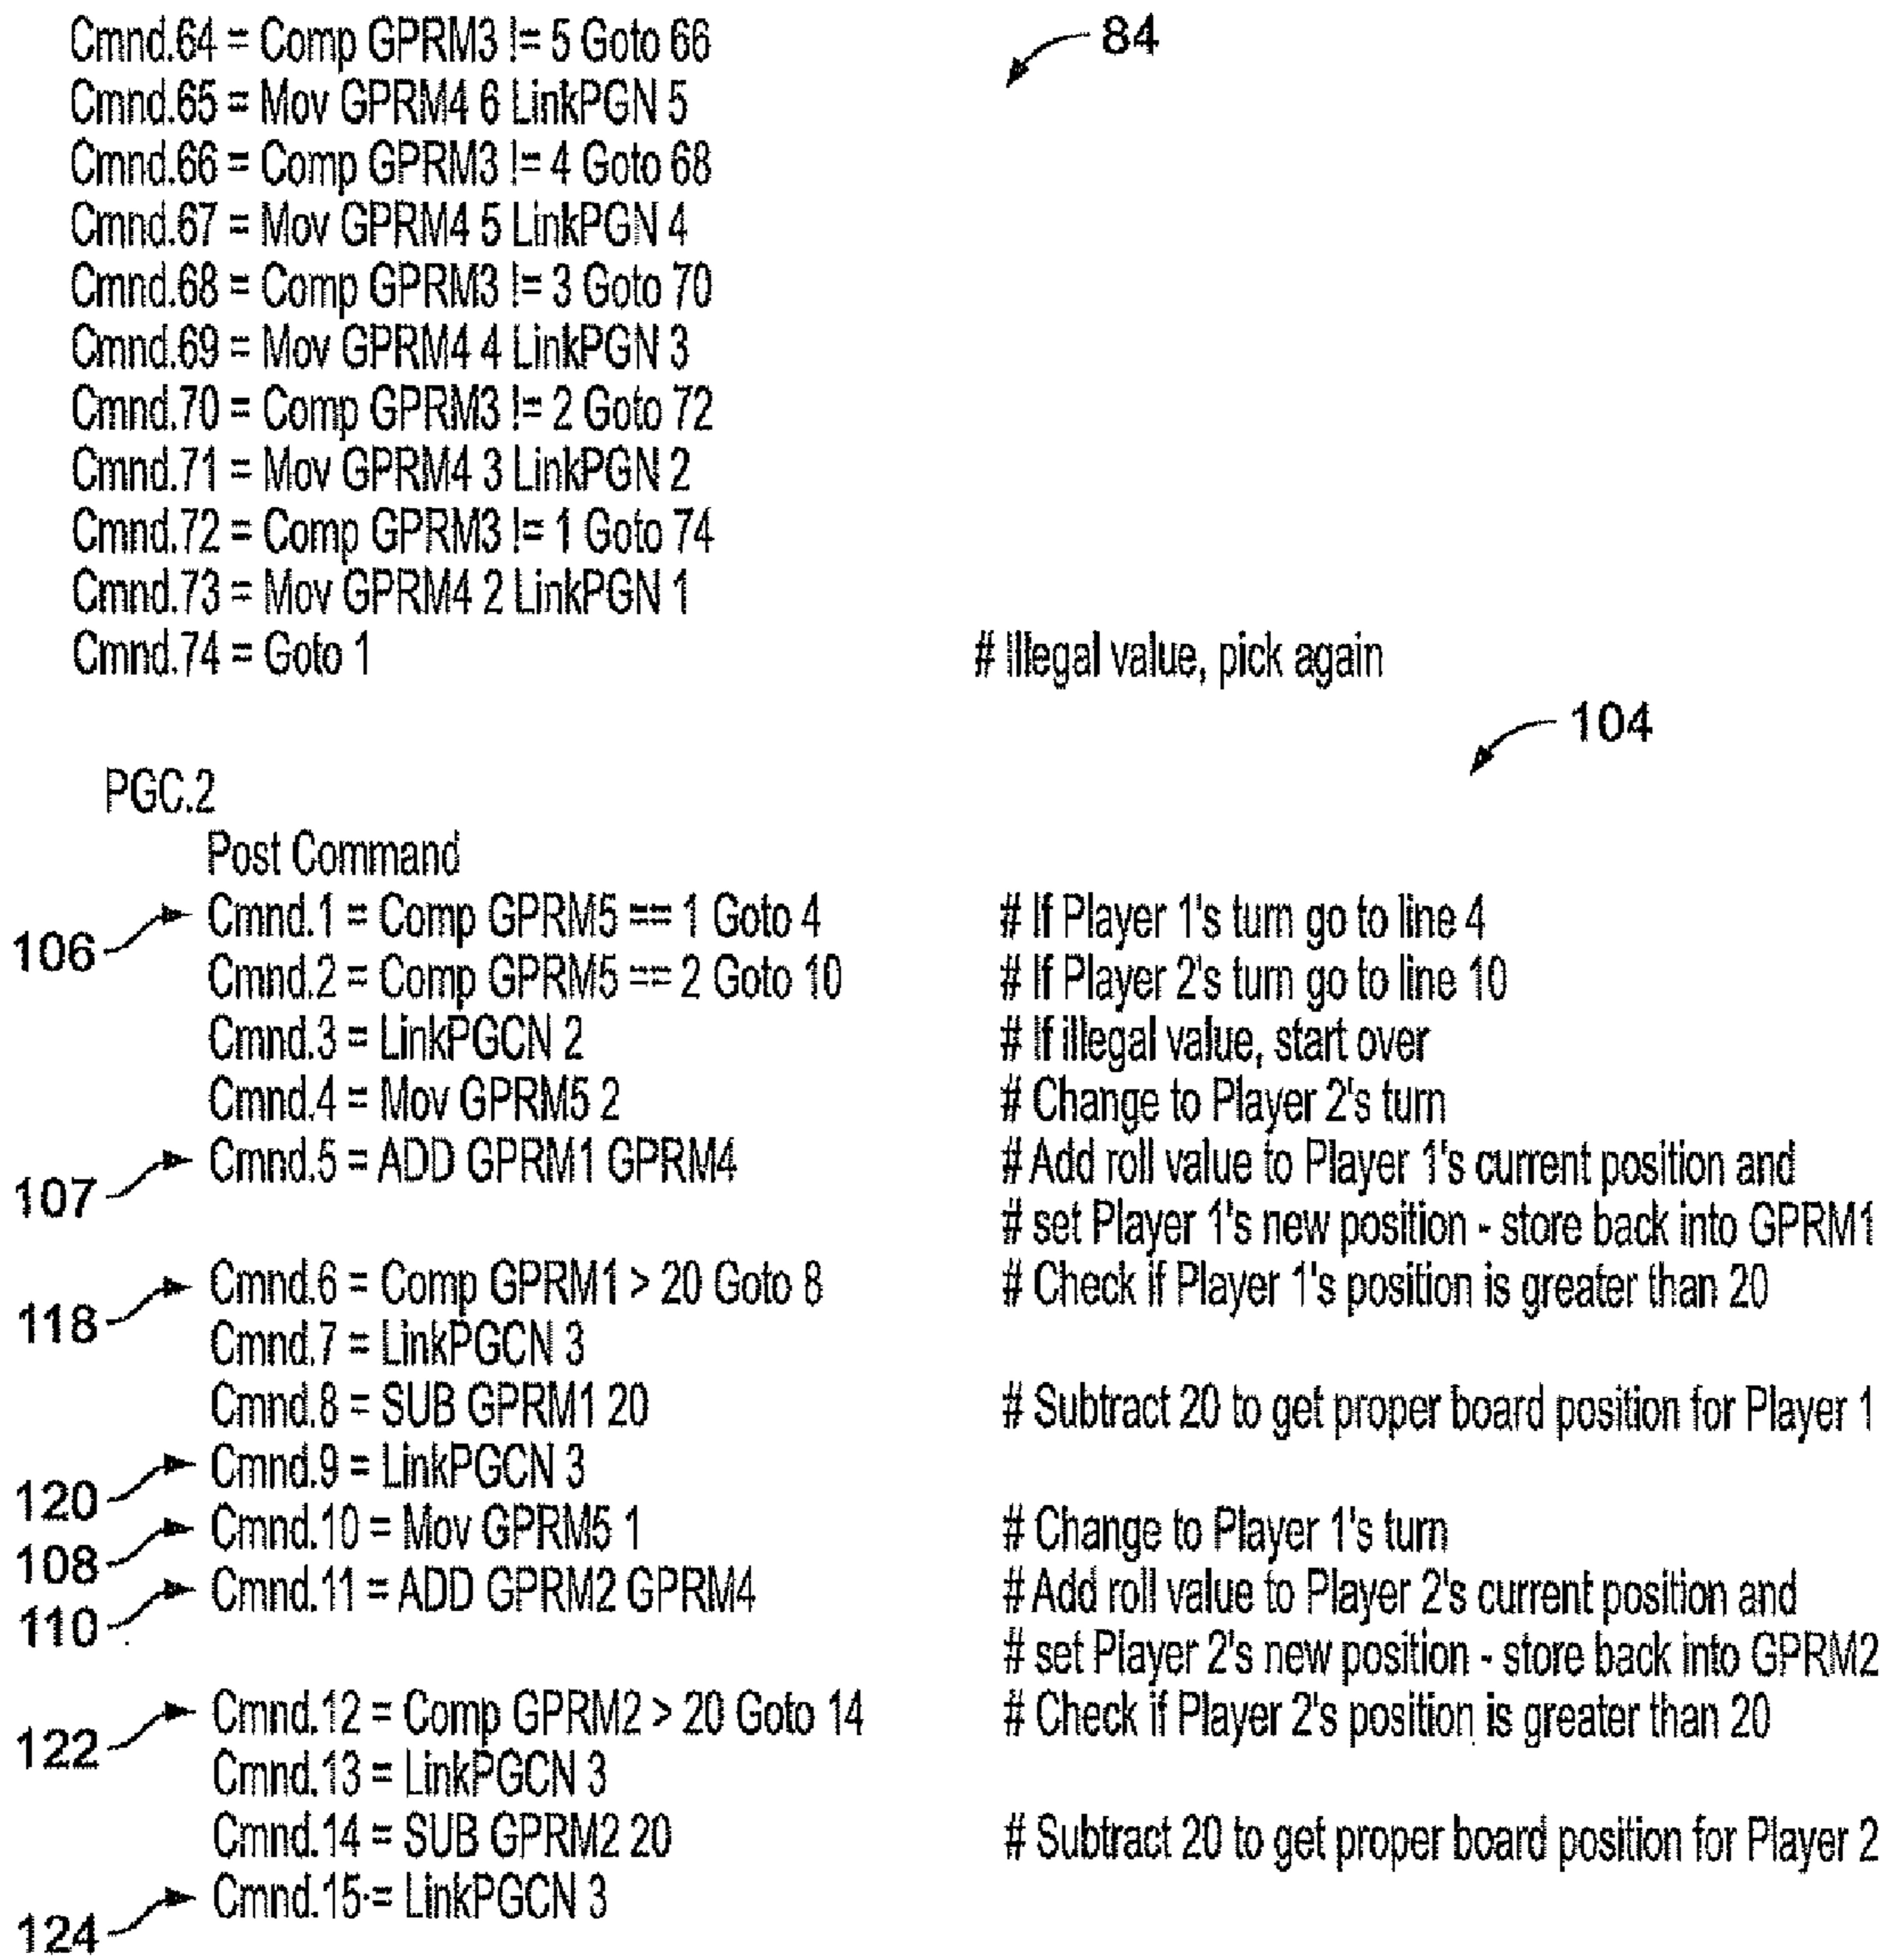 Cmnd.64 = Comp GPRM3 != 5 Goto 66
84
Cmnd.65 = Mov GPRM4 6 LinkPGN 5
Cmnd.66 = Comp GPRM3 != 4 Goto 68
Cmnd.67 = Mov GPRM4 5 LinkPGN 4
Cmnd.68 = Comp GPRM3 != 3 Goto 70
Cmnd.69 = Mov GPRM4 4 LinkPGN 3
Cmnd.70 = Comp GPRM3 != 2 Goto 72
Cmnd.71 = Mov GPRM4 3 LinkPGN 2
Cmnd.72 = Comp GPRM3 != 1 Goto 74
Cmnd.73 = Mov GPRM4 2 LinkPGN 1
Cmnd.74 = Goto 1 # Illegal value, pick again
104
PGC.2
Post Command
106 Cmnd.1 = Comp GPRM5 == 1 Goto 4 # If Player 1's turn go to line 4
Cmnd.2 = Comp GPRM5 == 2 Goto 10 # If Player 2's turn go to line 10
Cmnd.3 = LinkPGCN 2 # If illegal value, start over
Cmnd.4 = Mov GPRM5 2 # Change to Player 2's turn
107 Cmnd.5 = ADD GPRM1 GPRM4 # Add roll value to Player 1's current position and
# set Player 1's new position - store back into GPRM1
118 Cmnd.6 = Comp GPRM1 > 20 Goto 8 # Check if Player 1's position is greater than 20
Cmnd.7 = LinkPGCN 3
Cmnd.8 = SUB GPRM1 20 # Subtract 20 to get proper board position for Player 1
120 Cmnd.9 = LinkPGCN 3
108 Cmnd.10 = Mov GPRM5 1 # Change to Player 1's turn
110 Cmnd.11 = ADD GPRM2 GPRM4 # Add roll value to Player 2's current position and
# set Player 2's new position - store back into GPRM2
122 Cmnd.12 = Comp GPRM2 > 20 Goto 14 # Check if Player 2's position is greater than 20
Cmnd.13 = LinkPGCN 3
Cmnd.14 = SUB GPRM2 20 # Subtract 20 to get proper board position for Player 2
124 Cmnd.15 = LinkPGCN 3